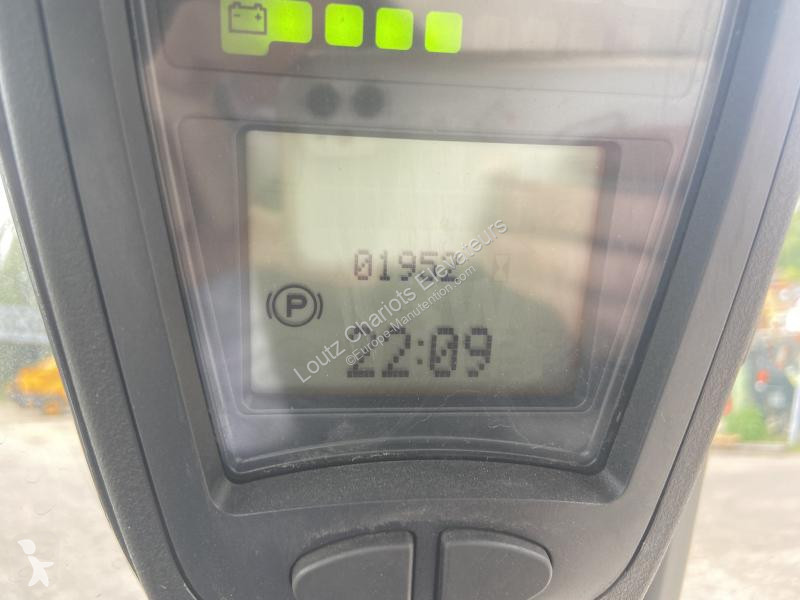 01952
P
22:09
Loutz Chariots Elevateurs
©Europe-Manutention.com